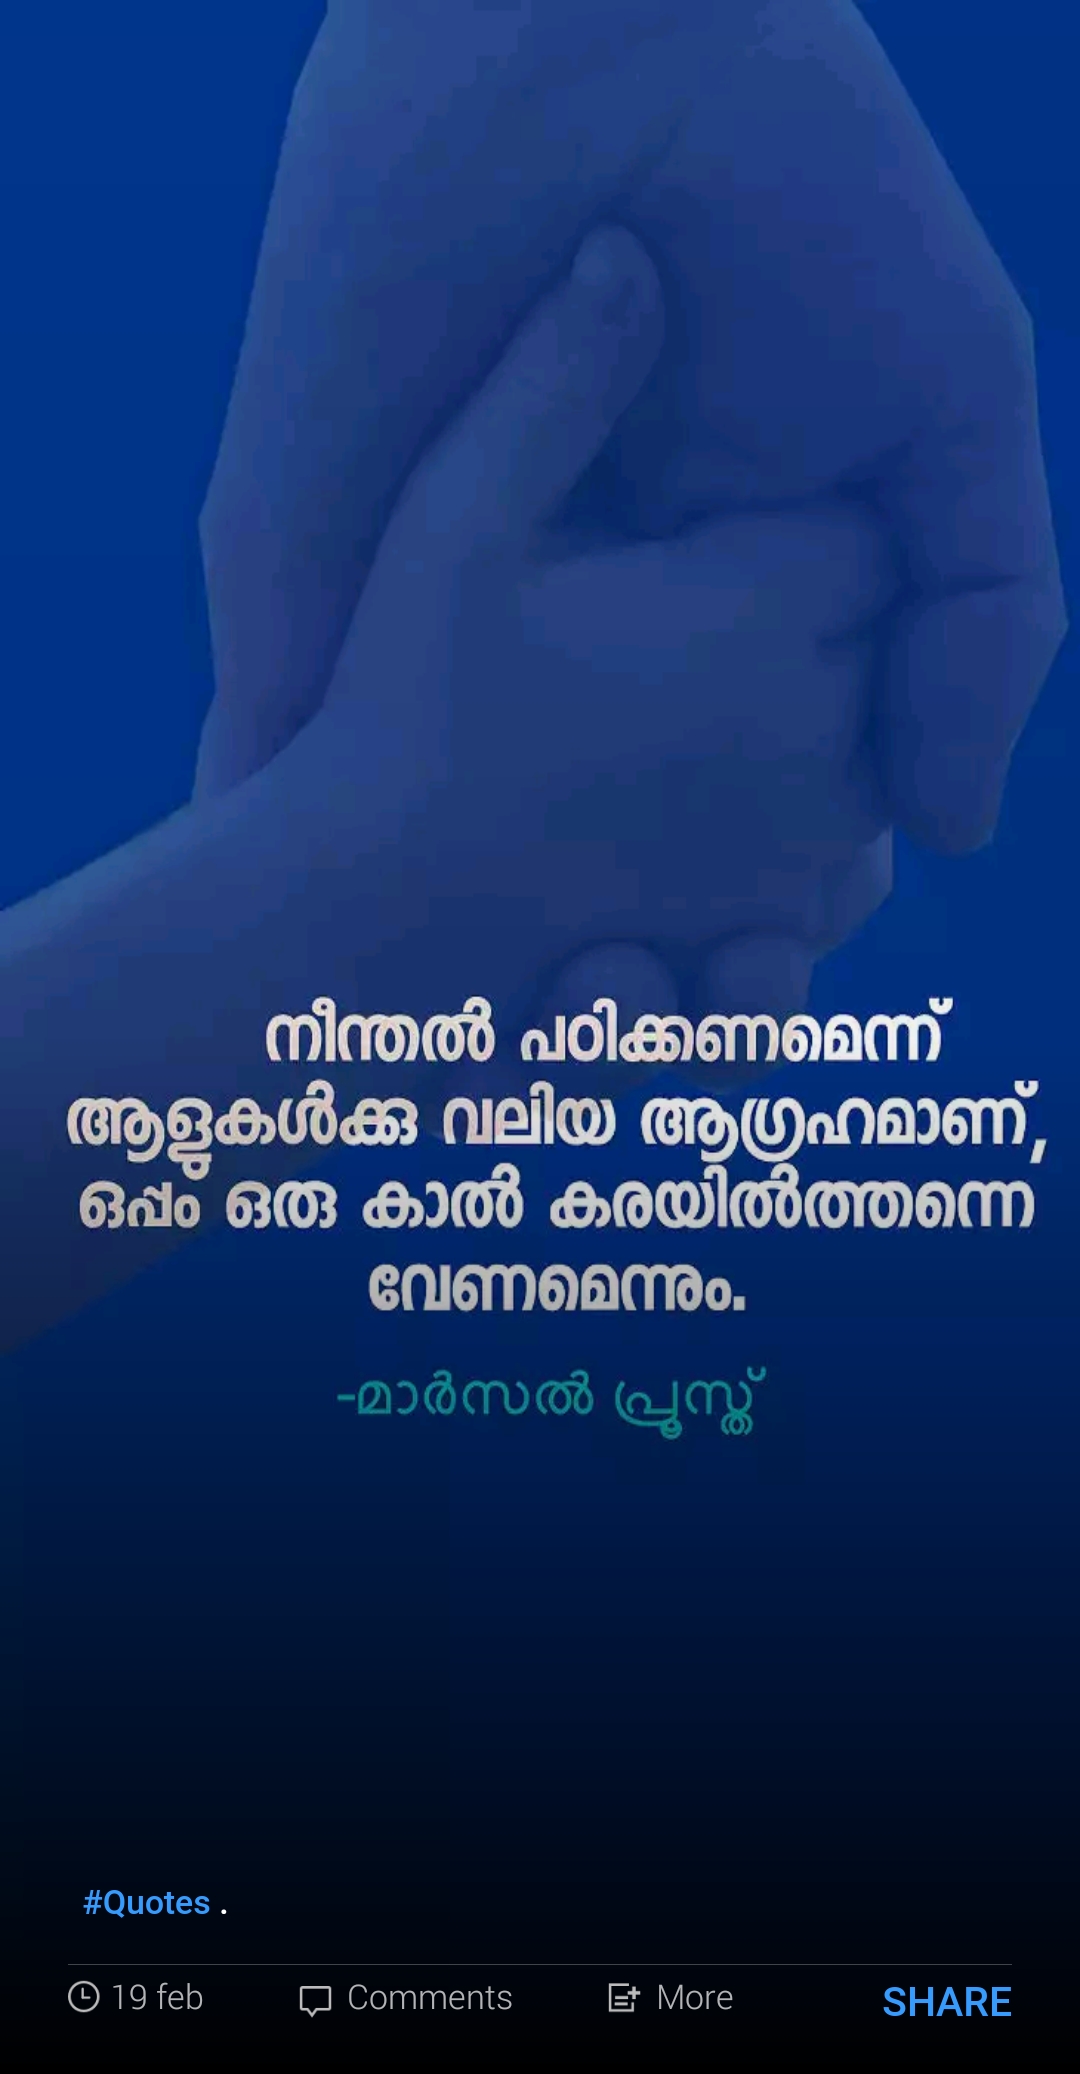 നീന്തൽ പഠിക്കണമെന്ന്
ആളുകൾക്കു വലിയ ആഗ്രഹമാണ്,
ഒപ്പം ഒരു കാൽ കരയിൽത്തന്നെ
വേണമെന്നും.
-മാർസൽ പ്രൂസ്ത്
#Quotes .
19 feb
Comments
More
SHARE